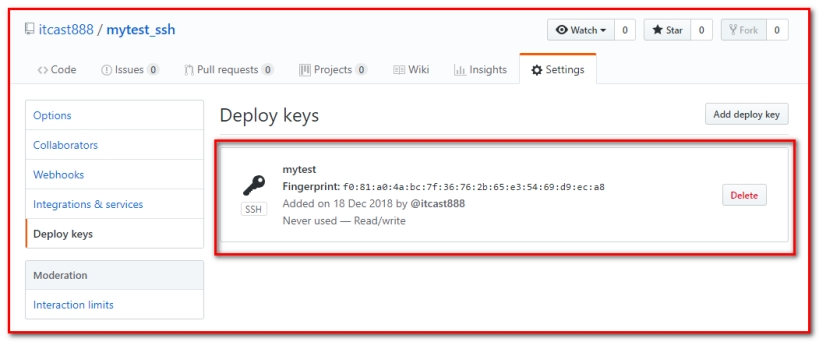 itcast888 / mytest_ssh
Watch 0 Star 0 Fork 0
Code Issues 0 Pull requests 0 Projects 0 Wiki Insights Settings
Options
Collaborators
Webhooks
Integrations & services
Deploy keys
Moderation
Interaction limits
Deploy keys
Add deploy key
SSH
mytest
Fingerprint: f0:81:a0:4a:bc:7f:36:76:2b:65:e3:54:69:d9:ec:a8
Added on 18 Dec 2018 by @itcast888
Never used — Read/write
Delete